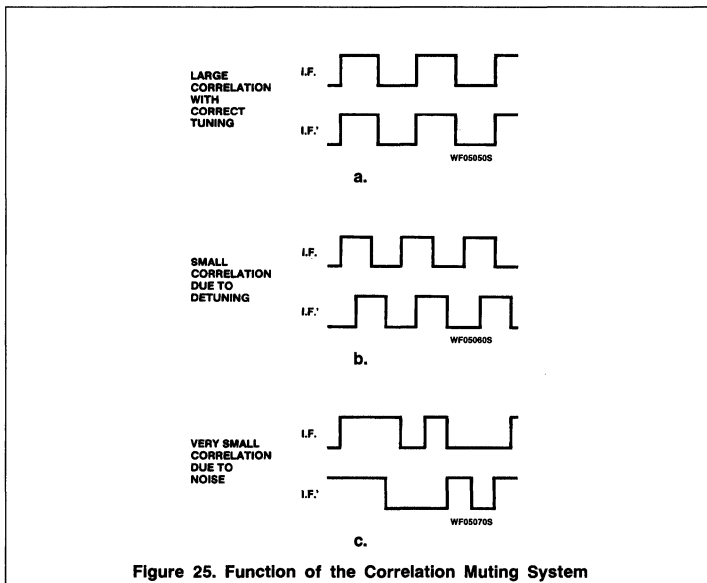 LARGE
CORRELATION
WITH
CORRECT
TUNING
I.F.
I.F.'
WF05050S
a.
SMALL
CORRELATION
DUE TO
DETUNING
I.F.
I.F.'
WF05060S
b.
VERY SMALL
CORRELATION
DUE TO
NOISE
I.F.
I.F.'
WF05070S
c.
Figure 25. Function of the Correlation Muting System